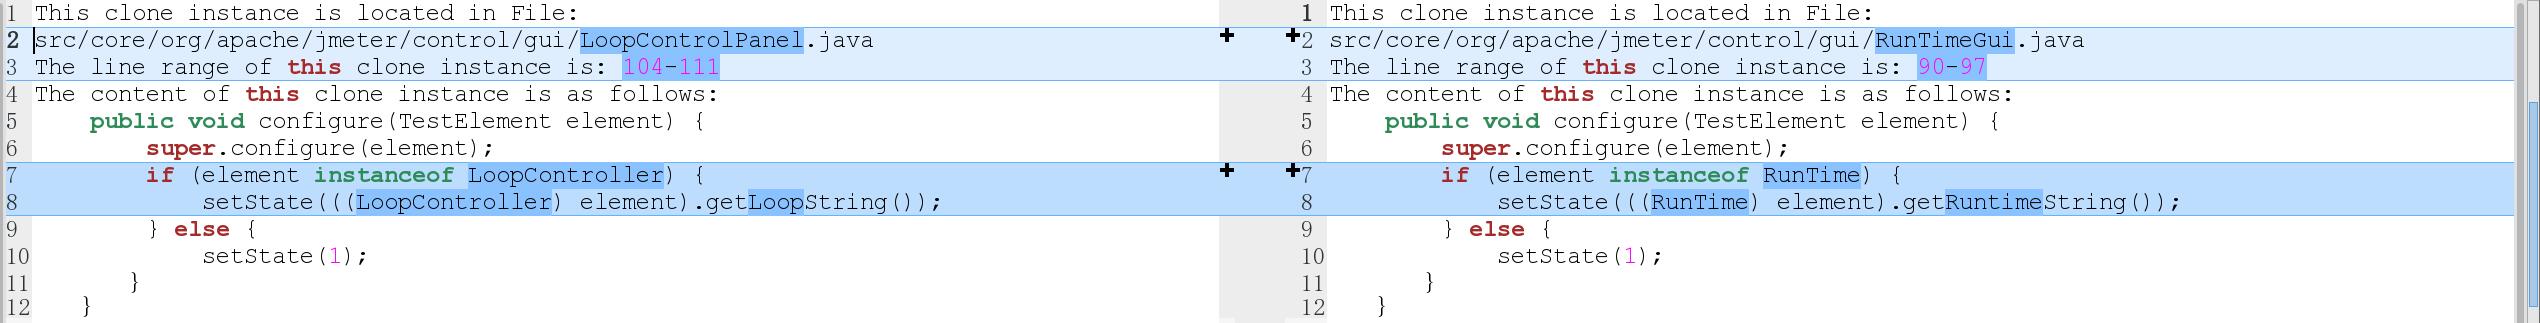 1 This clone instance is located in File:
2 src/core/org/apache/jmeter/control/gui/LoopControlPanel.java
3 The line range of this clone instance is: 104-111
4 The content of this clone instance is as follows:
5     public void configure(TestElement element) {
6         super.configure(element);
7         if (element instanceof LoopController) {
8             setState(((LoopController) element).getLoopString());
9         } else {
10             setState(1);
11        }
12    }
1 This clone instance is located in File:
2 src/core/org/apache/jmeter/control/gui/RunTimeGui.java
3 The line range of this clone instance is: 90-97
4 The content of this clone instance is as follows:
5     public void configure(TestElement element) {
6         super.configure(element);
7         if (element instanceof RunTime) {
8             setState(((RunTime) element).getRuntimeString());
9         } else {
10             setState(1);
11        }
12    }